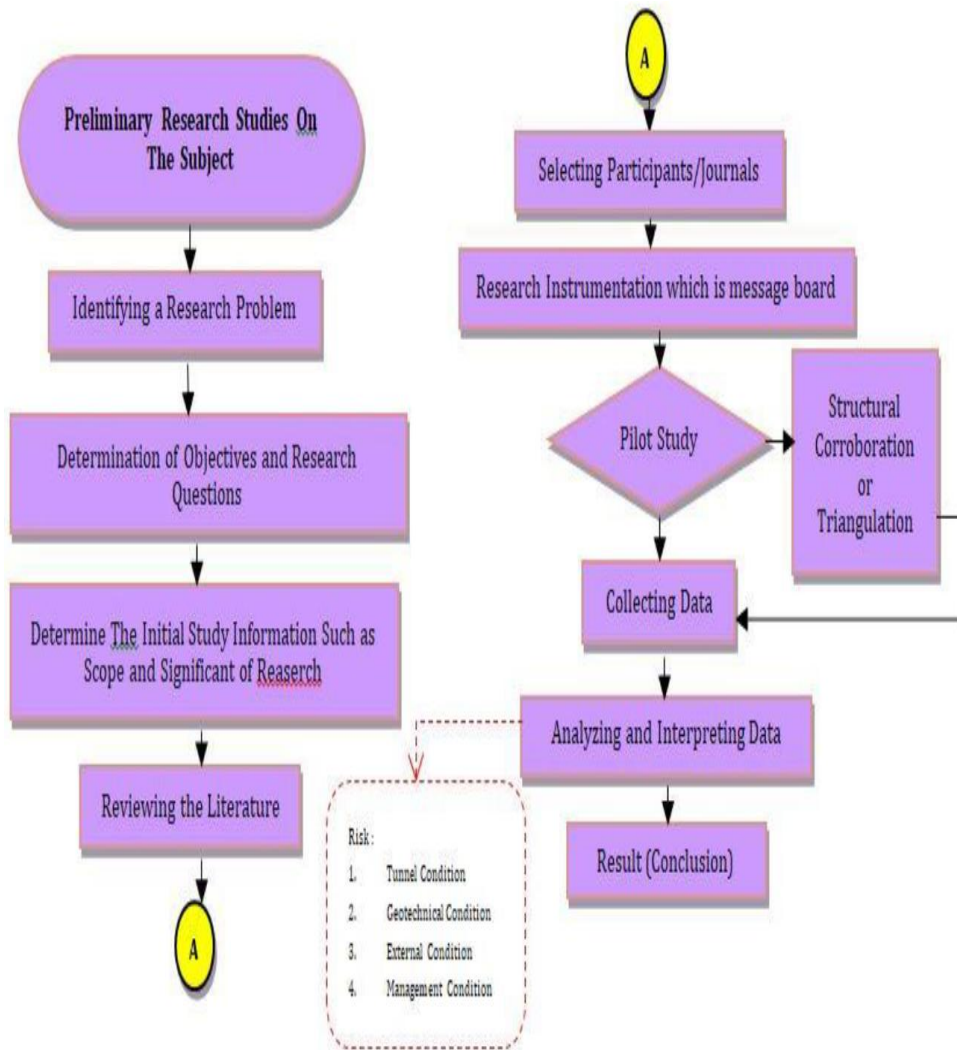 Preliminary Research Studies On
The Subject
Identifying a Research Problem
Determination of Objectives and Research
Questions
Determine The Initial Study Information Such as
Scope and Significant of Reaserch
Reviewing the Literature
A
A
Selecting Participants/Journals
Research Instrumentation which is message board
Pilot Study
Structural
Corroboration
or
Triangulation
Collecting Data
Analyzing and Interpreting Data
Risk :
1. Tunnel Condition
2. Geotechnical Condition
3. External Condition
4. Management Condition
Result (Conclusion)